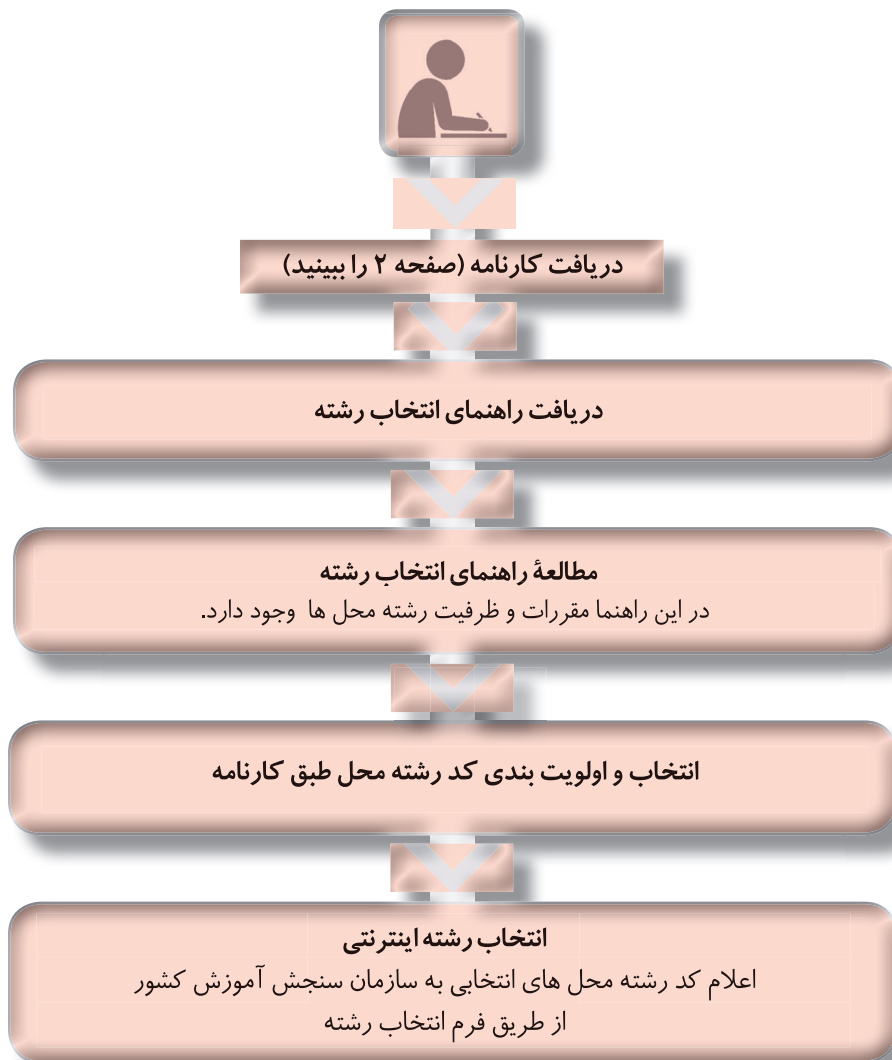 دریافت کارنامه (صفحه ۲ را ببینید)
دریافت راهنمای انتخاب رشته
مطالعهٔ راهنمای انتخاب رشته
در این راهنما مقررات و ظرفیت رشته محل ها وجود دارد.
انتخاب و اولویت بندی کد رشته محل طبق کارنامه
انتخاب رشته اینترنتی
اعلام کد رشته محل های انتخابی به سازمان سنجش آموزش کشور
از طریق فرم انتخاب رشته